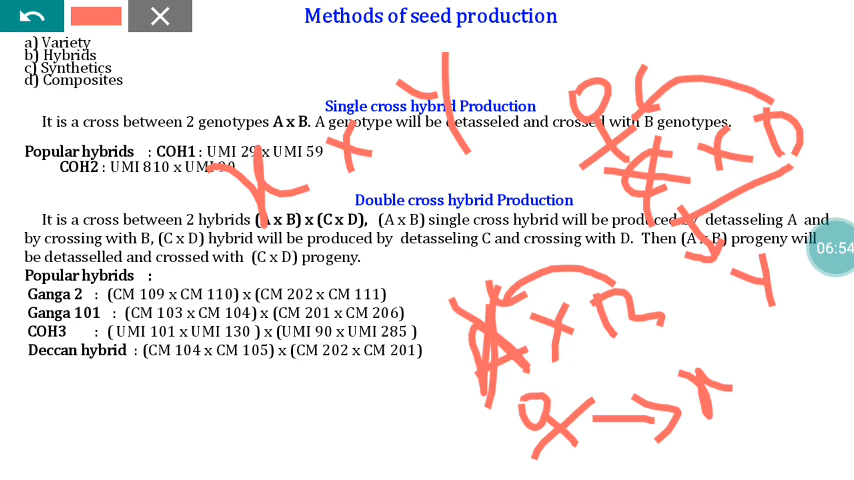 Methods of seed production
a) Variety
b) Hybrids
c) Synthetics
d) Composites
Single cross hybrid Production
It is a cross between 2 genotypes A x B. A genotype will be detasseled and crossed with B genotypes.
Popular hybrids : COH1 : UMI 29 x UMI 59
COH2 : UMI 810 x UMI 90
Double cross hybrid Production
It is a cross between 2 hybrids (A x B) x (C x D), (A x B) single cross hybrid will be produced by detasseling A and
by crossing with B, (C x D) hybrid will be produced by detasseling C and crossing with D. Then (A x B) progeny will
be detasselled and crossed with (C x D) progeny.
Popular hybrids :
Ganga 2 : (CM 109 x CM 110) x (CM 202 x CM 111)
Ganga 101 : (CM 103 x CM 104) x (CM 201 x CM 206)
COH3 : ( UMI 101 x UMI 130 ) x (UMI 90 x UMI 285 )
Deccan hybrid : (CM 104 x CM 105) x (CM 202 x CM 201)
06:54
X x Y
x D
Y
A x B
X